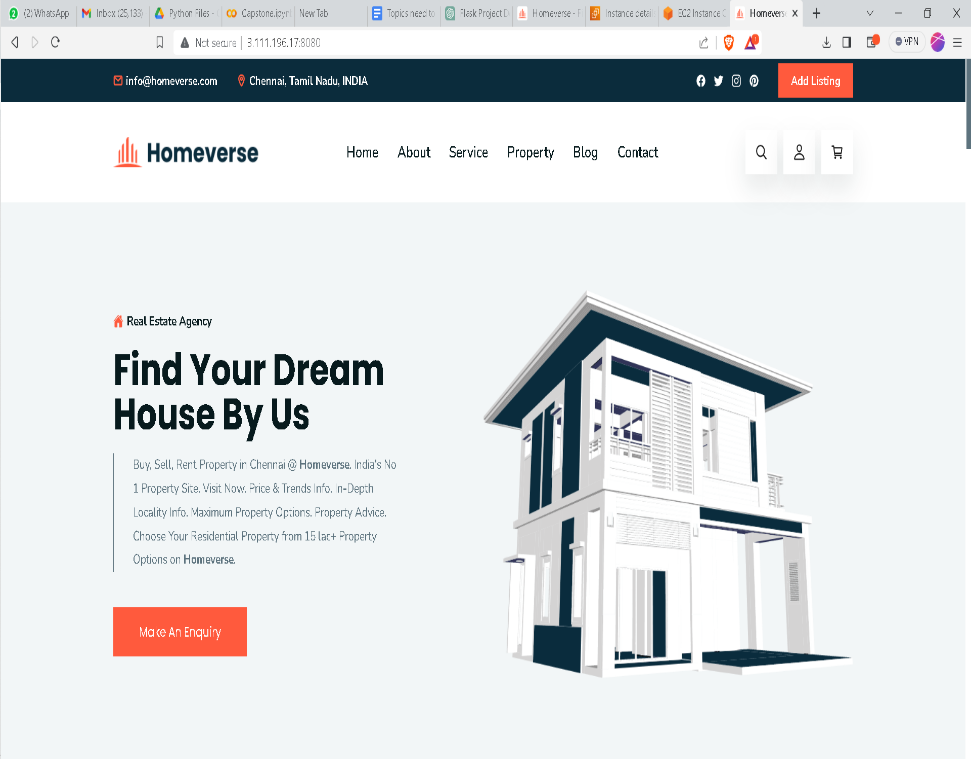 (2) WhatsApp
Inbox (25,133)
Python Files -
Capstone.ipyn
New Tab
Topics need to
Flask Project D
Homeverse - F
Instance detail
EC2 Instance C
Homevers
Not secure | 3.111.196.17:8080
VPN
info@homeverse.com
Chennai, Tamil Nadu, INDIA
Add Listing
Homeverse
Home About Service Property Blog Contact
Real Estate Agency
Find Your Dream
House By Us
Buy, Sell, Rent Property in Chennai @ Homeverse. India's No
1 Property Site. Visit Now. Price & Trends Info. In-Depth
Locality Info. Maximum Property Options. Property Advice.
Choose Your Residential Property from 15 lac+ Property
Options on Homeverse.
Make An Enquiry